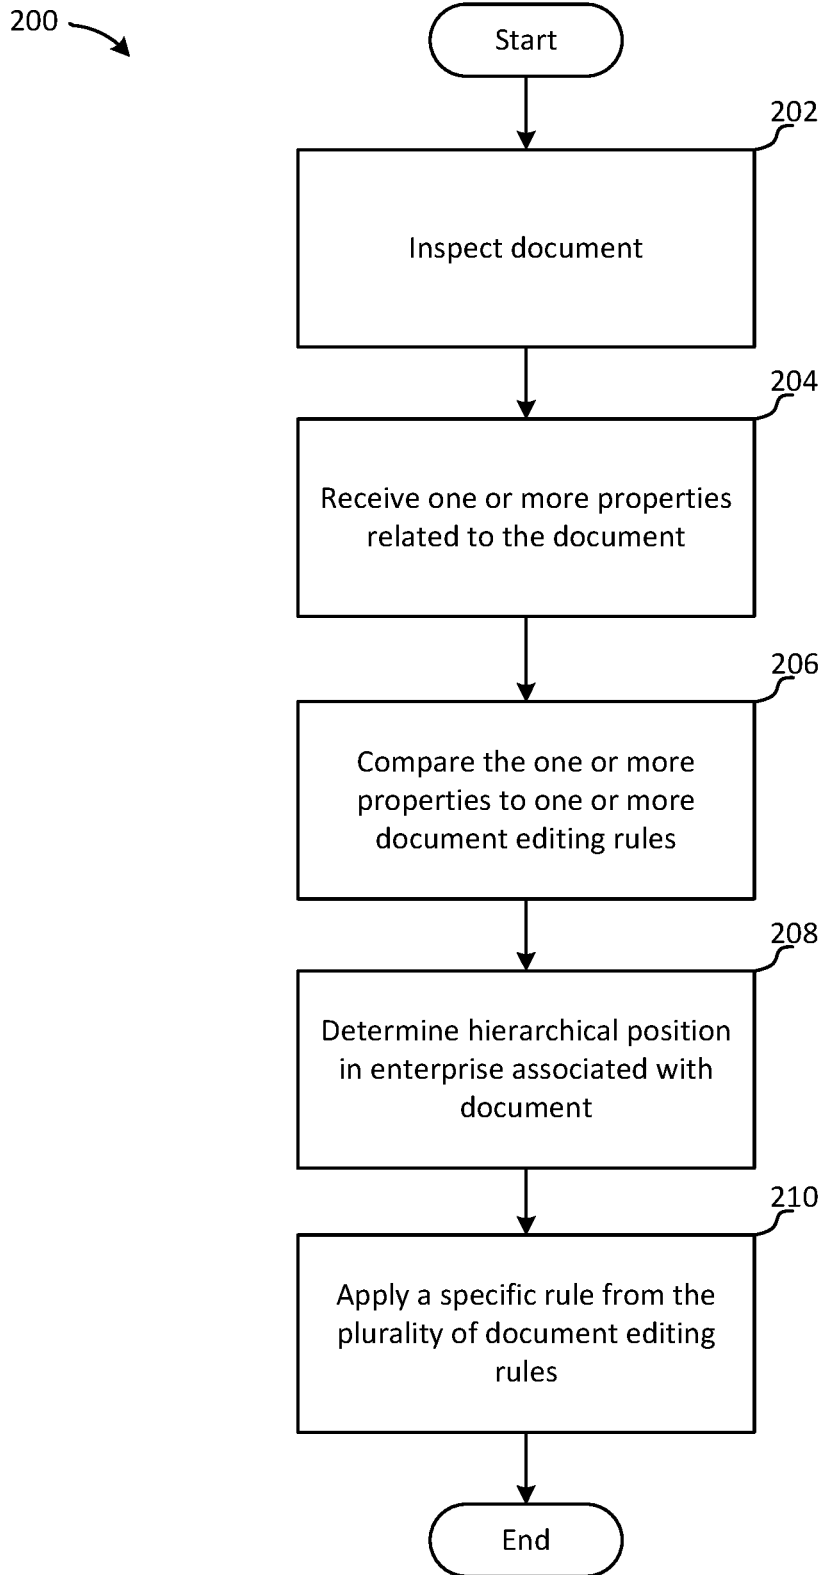 200
Start
202
Inspect document
204
Receive one or more properties
related to the document
206
Compare the one or more
properties to one or more
document editing rules
208
Determine hierarchical position
in enterprise associated with
document
210
Apply a specific rule from the
plurality of document editing
rules
End